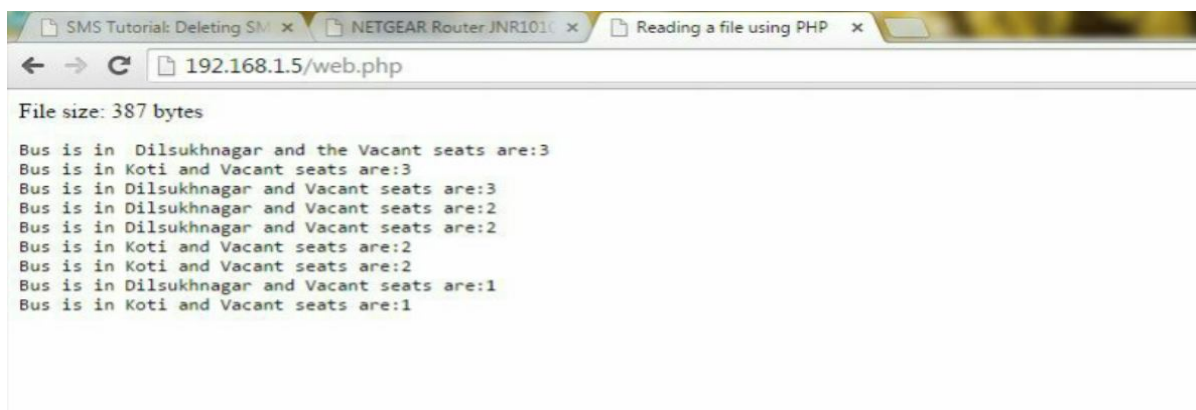 SMS Tutorial: Deleting SM
NETGEAR Router JNR101
Reading a file using PHP
192.168.1.5/web.php
File size: 387 bytes
Bus is in  Dilsukhnagar and the Vacant seats are:3
Bus is in Koti and Vacant seats are:3
Bus is in Dilsukhnagar and Vacant seats are:3
Bus is in Dilsukhnagar and Vacant seats are:2
Bus is in Dilsukhnagar and Vacant seats are:2
Bus is in Koti and Vacant seats are:2
Bus is in Koti and Vacant seats are:2
Bus is in Dilsukhnagar and Vacant seats are:1
Bus is in Koti and Vacant seats are:1